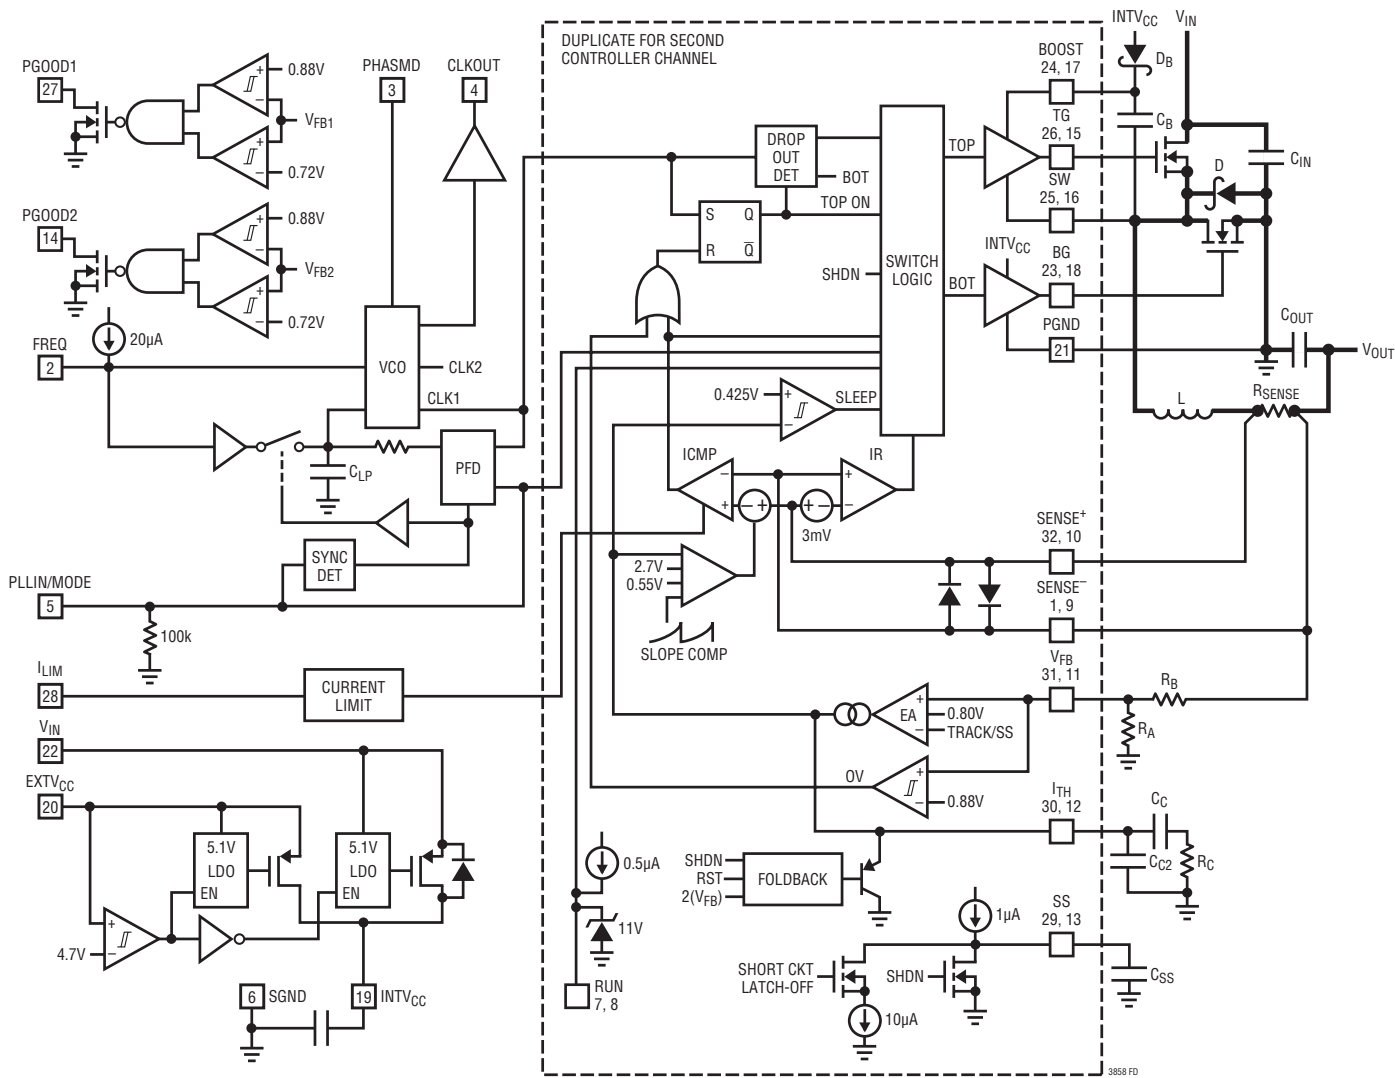 DUPLICATE FOR SECOND
CONTROLLER CHANNEL
PGOOD1
27
+
0.88V
–
VFB1
+
–
0.72V
PGOOD2
14
+
0.88V
–
VFB2
+
–
0.72V
PHASMD
3
CLKOUT
4
20µA
FREQ
2
VCO
CLK2
CLK1
CLP
PFD
SYNC
DET
PLLIN/MODE
5
100k
ILIM
28
CURRENT
LIMIT
VIN
22
EXTVCC
20
5.1V
LDO
EN
5.1V
LDO
EN
+
4.7V
–
6
SGND
19
INTVCC
DROP
OUT
DET
BOT
TOP ON
S
Q
R
Q̅
SHDN
SWITCH
LOGIC
TOP
BOT
INTVCC
0.425V
+
–
SLEEP
ICMP
–
+
– +
+ –
3mV
IR
+
–
2.7V
0.55V
SLOPE COMP
EA
+
0.80V
–
TRACK/SS
OV
+
–
0.88V
0.5µA
11V
RUN
7, 8
SHDN
RST
2(VFB)
FOLDBACK
1µA
SHORT CKT
LATCH-OFF
SHDN
10µA
BOOST
24, 17
TG
26, 15
SW
25, 16
BG
23, 18
PGND
21
SENSE+
32, 10
SENSE–
1, 9
VFB
31, 11
ITH
30, 12
SS
29, 13
INTVCC
VIN
DB
CB
CIN
D
COUT
VOUT
L
RSENSE
RB
RA
CC
CC2
RC
CSS
3858 FD